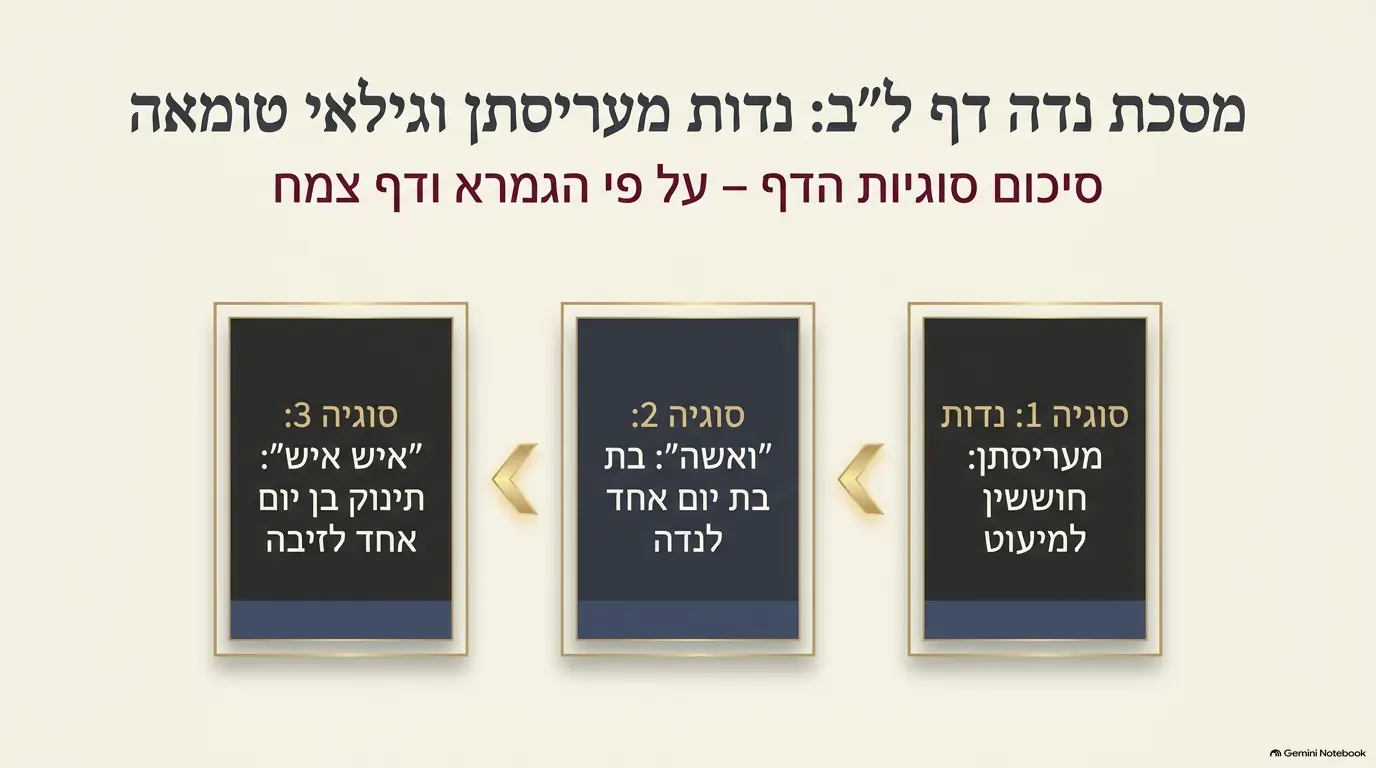 מסכת נדה דף ל"ב: נדות מעריסתן וגילאי טומאה
סיכום סוגיות הדף – על פי הגמרא ודף צמח
סוגיה 1: נדות
מעריסתן:
חוששין
למיעוט
סוגיה 2:
"ואשה": בת
בת יום אחד
לנדה
סוגיה 3:
"איש איש":
תינוק בן יום
אחד לזיבה
Gemini Notebook